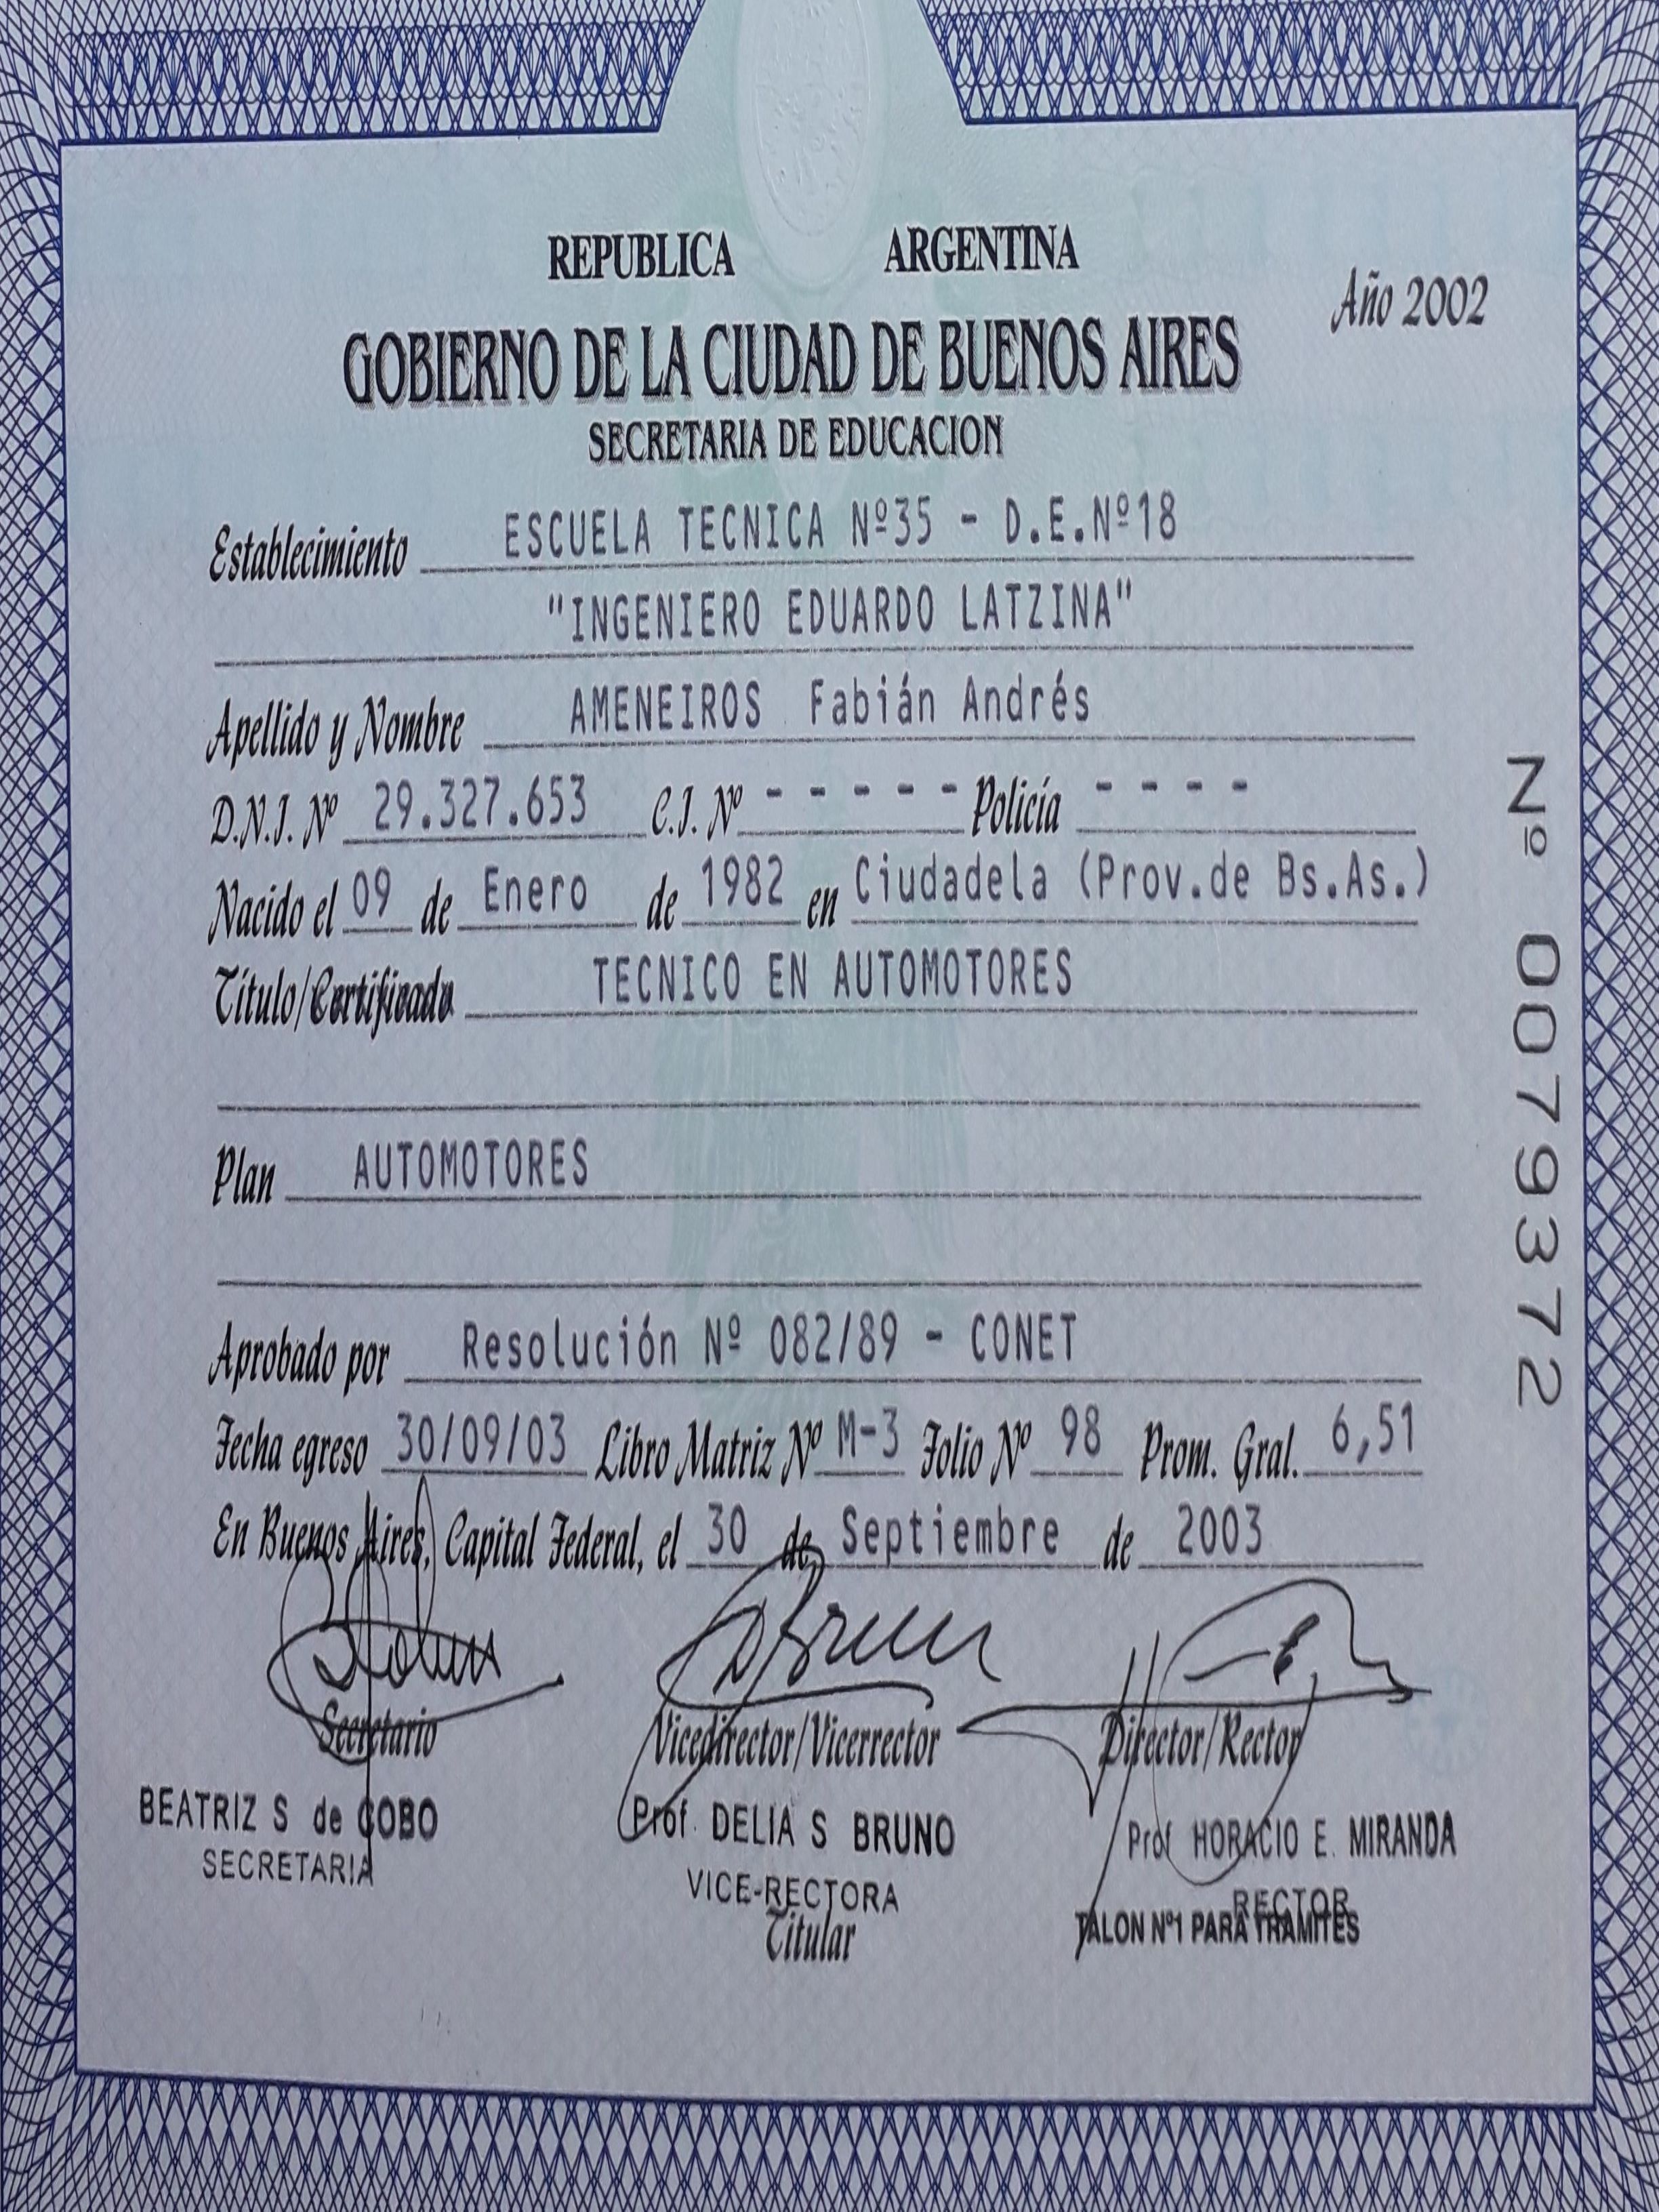 REPUBLICA ARGENTINA
Año 2002
GOBIERNO DE LA CIUDAD DE BUENOS AIRES
SECRETARIA DE EDUCACION
Establecimiento ESCUELA TECNICA Nº35 - D.E.Nº18
"INGENIERO EDUARDO LATZINA"
Apellido y Nombre AMENEIROS Fabián Andrés
D.N.I. Nº 29.327.653 C.I. Nº - - - - - Policía - - - -
Nacido el 09 de Enero de 1982 en Ciudadela (Prov.de Bs.As.)
Título/Certificado TECNICO EN AUTOMOTORES
Plan AUTOMOTORES
Aprobado por Resolución Nº 082/89 - CONET
Fecha egreso 30/09/03 Libro Matriz Nº M-3 Folio Nº 98 Prom. Gral. 6,51
En Buenos Aires, Capital Federal, el 30 de Septiembre de 2003
Secretario Vicedirector/Vicerrector Director/Rector
BEATRIZ S de COBO Prof. DELIA S BRUNO Prof HORACIO E. MIRANDA
SECRETARIA VICE-RECTORA RECTOR
Titular TALON Nº1 PARA TRAMITES
Nº 0079372